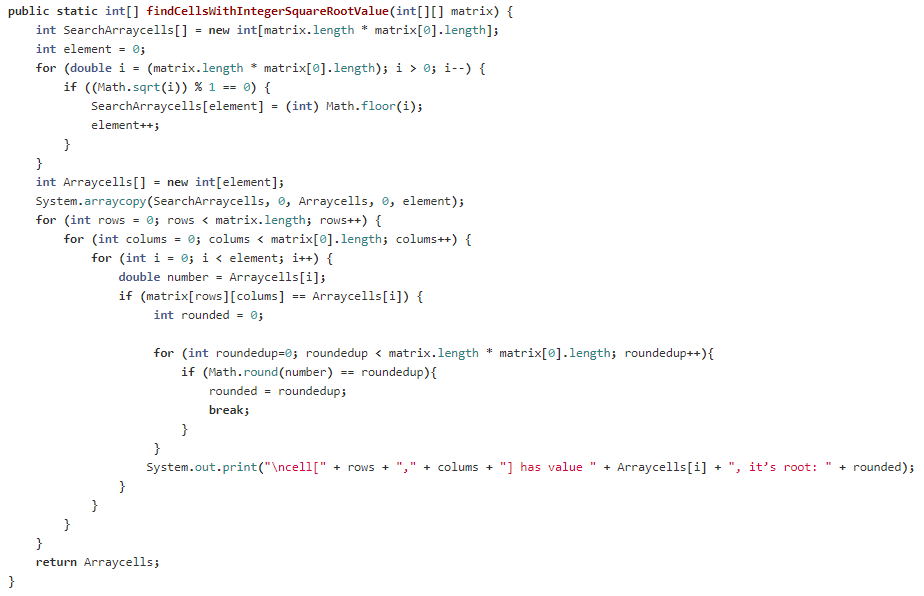 public static int[] findCellsWithIntegerSquareRootValue(int[][] matrix) {
    int SearchArraycells[] = new int[matrix.length * matrix[0].length];
    int element = 0;
    for (double i = (matrix.length * matrix[0].length); i > 0; i--) {
        if ((Math.sqrt(i)) % 1 == 0) {
            SearchArraycells[element] = (int) Math.floor(i);
            element++;
        }
    }
    int Arraycells[] = new int[element];
    System.arraycopy(SearchArraycells, 0, Arraycells, 0, element);
    for (int rows = 0; rows < matrix.length; rows++) {
        for (int colums = 0; colums < matrix[0].length; colums++) {
            for (int i = 0; i < element; i++) {
                double number = Arraycells[i];
                if (matrix[rows][colums] == Arraycells[i]) {
                     int rounded = 0;
                     for (int roundedup=0; roundedup < matrix.length * matrix[0].length; roundedup++){
                         if (Math.round(number) == roundedup){
                             rounded = roundedup;
                             break;
                         }
                     }
                    System.out.print("\ncell[" + rows + "," + colums + "] has value " + Arraycells[i] + ", it’s root: " + rounded);
                }
            }
        }
    }
    return Arraycells;
}